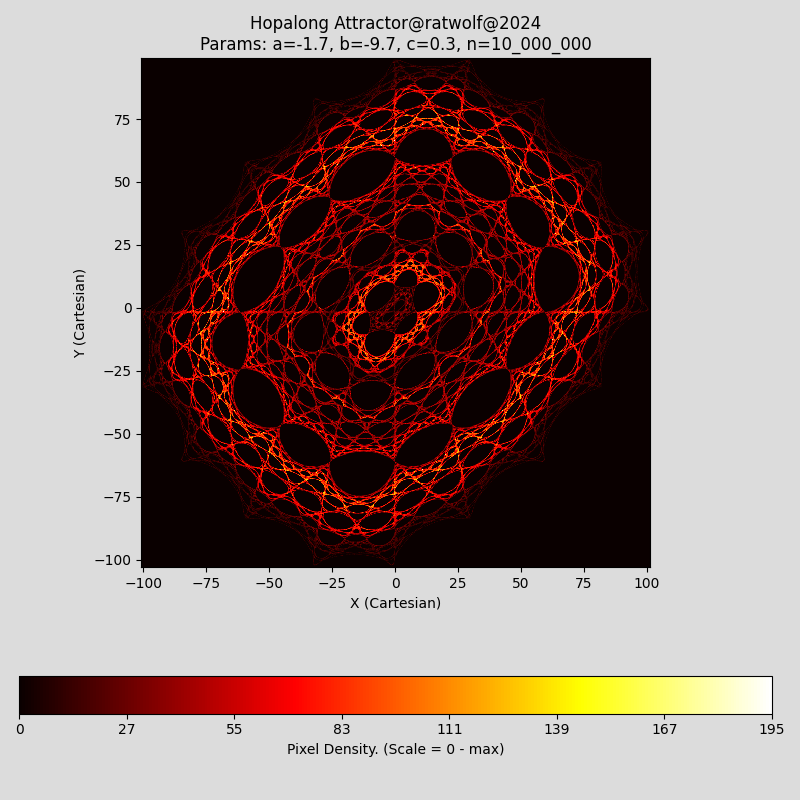 Hopalong Attractor@ratwolf@2024
Params: a=-1.7, b=-9.7, c=0.3, n=10_000_000
75
50
25
0
−25
−50
−75
−100
Y (Cartesian)
−100 −75 −50 −25 0 25 50 75 100
X (Cartesian)
0 27 55 83 111 139 167 195
Pixel Density. (Scale = 0 - max)